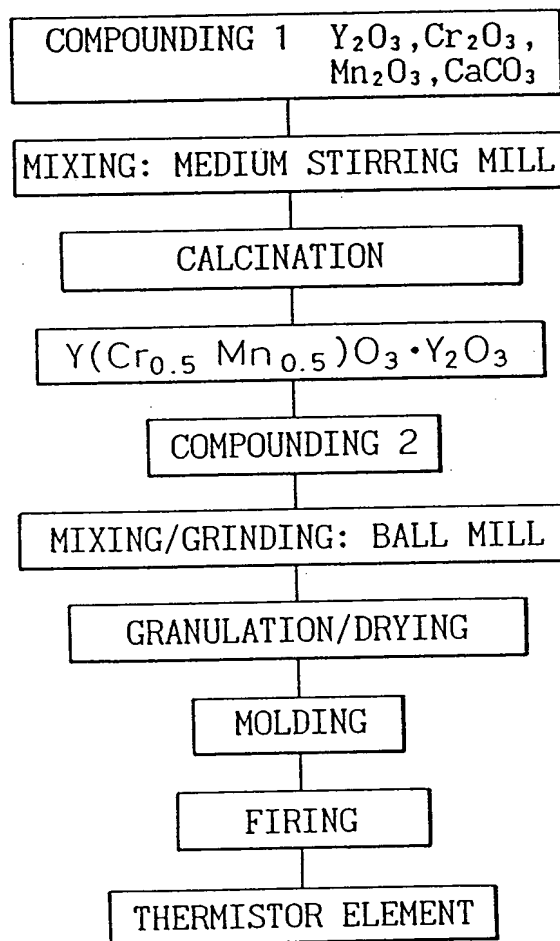 COMPOUNDING 1 Y₂O₃,Cr₂O₃,
Mn₂O₃,CaCO₃
MIXING: MEDIUM STIRRING MILL
CALCINATION
Y(Cr₀.₅ Mn₀.₅)O₃・Y₂O₃
COMPOUNDING 2
MIXING/GRINDING: BALL MILL
GRANULATION/DRYING
MOLDING
FIRING
THERMISTOR ELEMENT